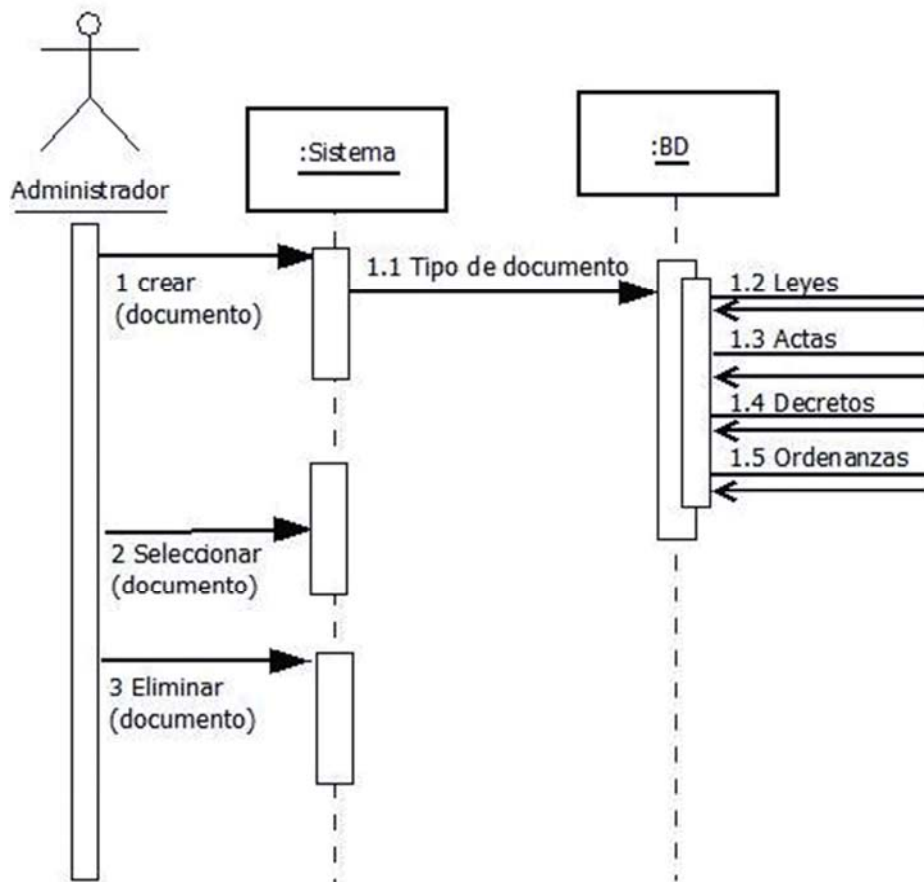 Administrador
:Sistema
:BD
1 crear
(documento)
1.1 Tipo de documento
1.2 Leyes
1.3 Actas
1.4 Decretos
1.5 Ordenanzas
2 Seleccionar
(documento)
3 Eliminar
(documento)